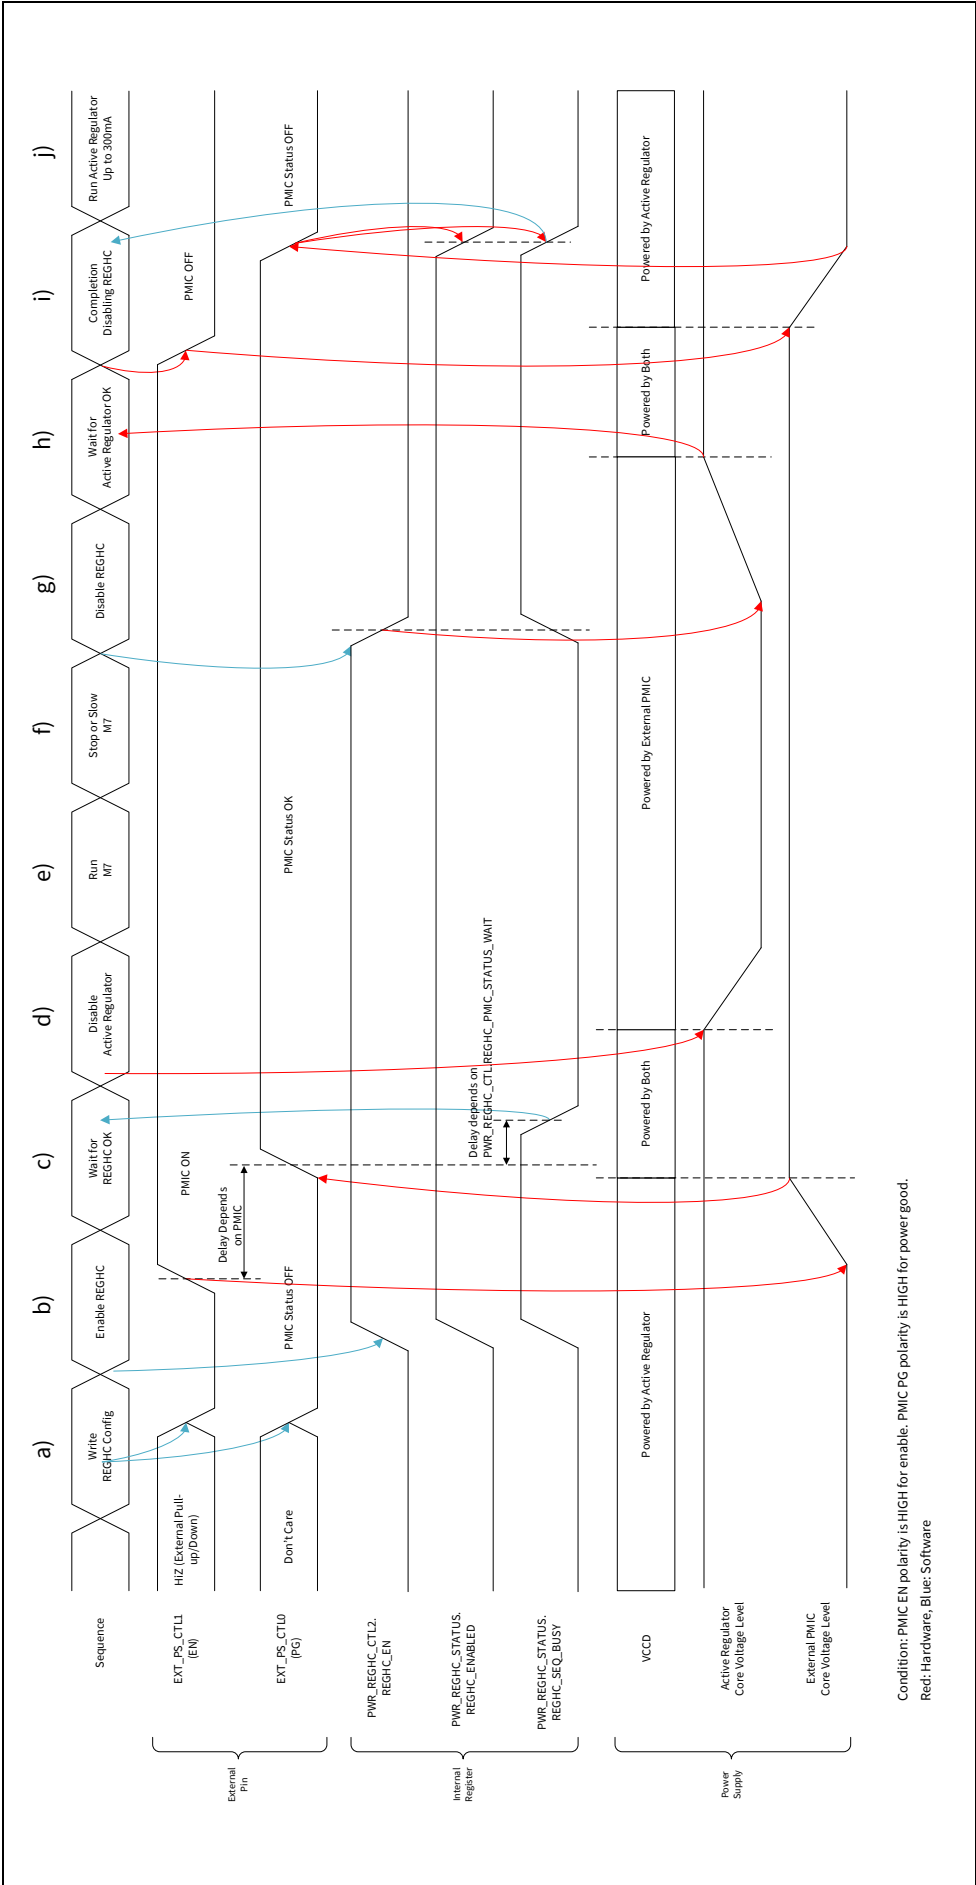 a)
b)
c)
d)
e)
f)
g)
h)
i)
j)
Sequence
Write
REGHC Config
Enable REGHC
Wait for
REGHC OK
Disable
Active Regulator
Run
M7
Stop or Slow
M7
Disable REGHC
Wait for
Active Regulator OK
Completion
Disabling REGHC
Run Active Regulator
Up to 300mA
External
Pin
EXT_PS_CTL1
(EN)
HiZ (External Pull-
up/Down)
PMIC ON
PMIC OFF
Delay Depends
on PMIC
EXT_PS_CTL0
(PG)
Don't Care
PMIC Status OFF
PMIC Status OK
PMIC Status OFF
Internal
Register
PWR_REGHC_CTL2.
REGHC_EN
PWR_REGHC_STATUS.
REGHC_ENABLED
Delay depends on
PWR_REGHC_CTL.REGHC_PMIC_STATUS_WAIT
PWR_REGHC_STATUS.
REGHC_SEQ_BUSY
Power
Supply
VCCD
Powered by Active Regulator
Powered by Both
Powered by External PMIC
Powered by Both
Powered by Active Regulator
Active Regulator
Core Voltage Level
External PMIC
Core Voltage Level
Condition: PMIC EN polarity is HIGH for enable. PMIC PG polarity is HIGH for power good.
Red: Hardware, Blue: Software